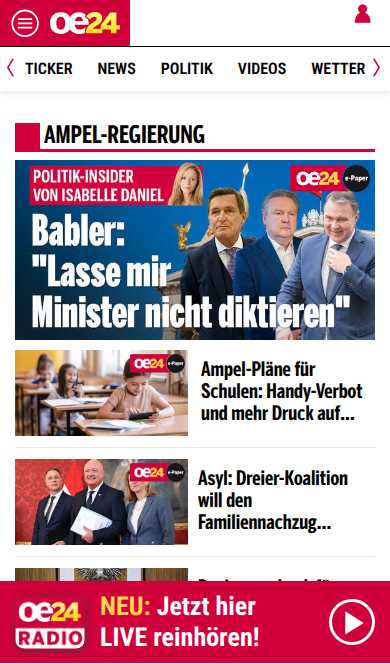 oe24
TICKER NEWS POLITIK VIDEOS WETTER
AMPEL-REGIERUNG
POLITIK-INSIDER
VON ISABELLE DANIEL
oe24 e-Paper
Babler:
"Lasse mir
Minister nicht diktieren"
oe24 e-Paper
Ampel-Pläne für
Schulen: Handy-Verbot
und mehr Druck auf...
oe24 e-Paper
Asyl: Dreier-Koalition
will den
Familiennachzug...
oe24
RADIO
NEU: Jetzt hier
LIVE reinhören!